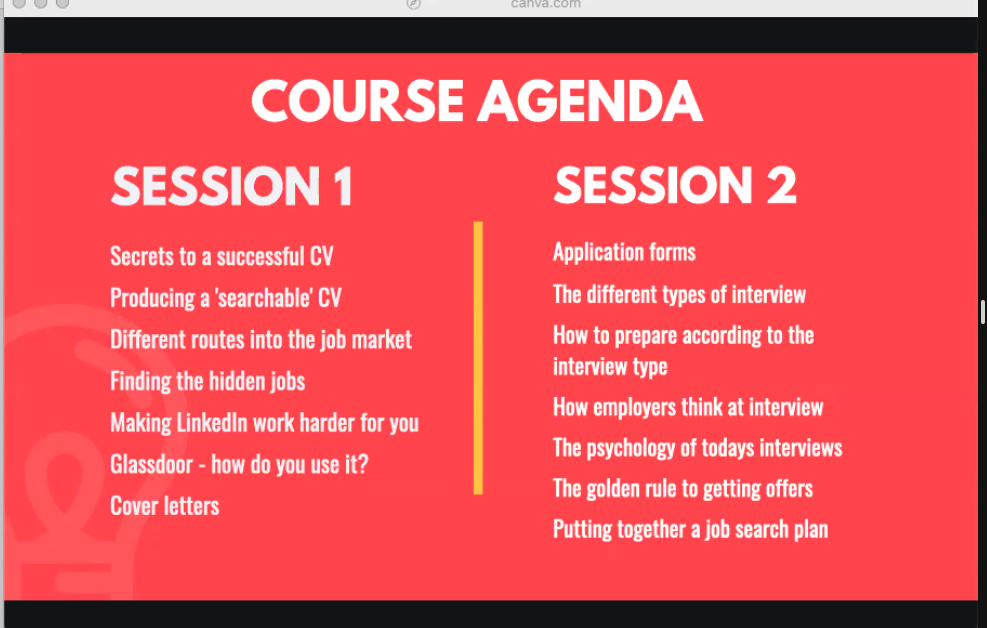 canva.com
COURSE AGENDA
SESSION 1
Secrets to a successful CV
Producing a 'searchable' CV
Different routes into the job market
Finding the hidden jobs
Making LinkedIn work harder for you
Glassdoor - how do you use it?
Cover letters
SESSION 2
Application forms
The different types of interview
How to prepare according to the
interview type
How employers think at interview
The psychology of todays interviews
The golden rule to getting offers
Putting together a job search plan